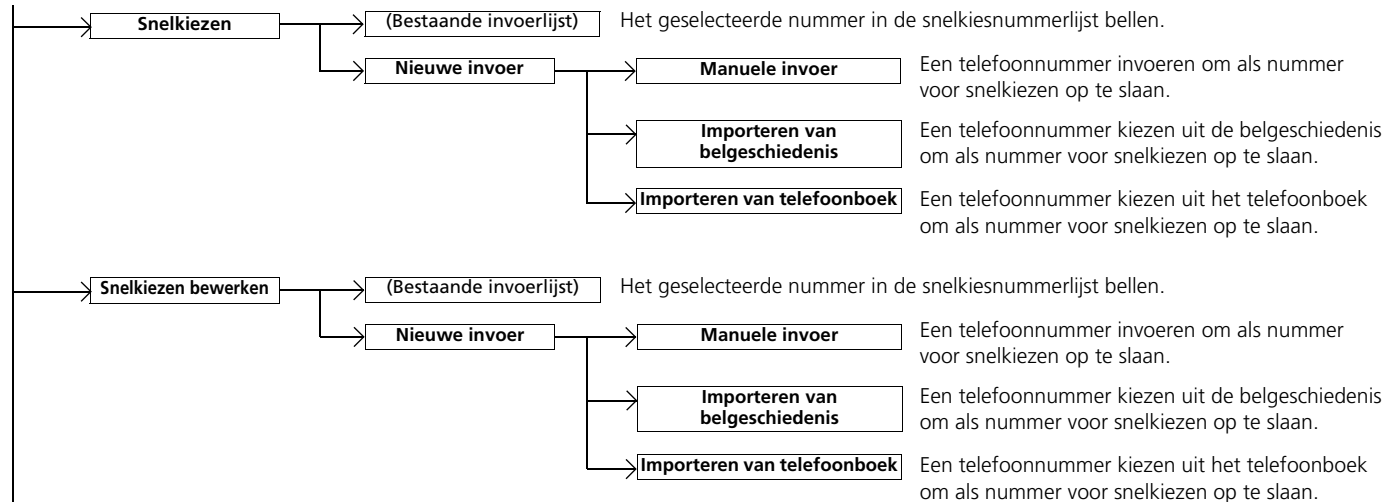 Snelkiezen
(Bestaande invoerlijst)
Het geselecteerde nummer in de snelkiesnummerlijst bellen.
Nieuwe invoer
Manuele invoer
Een telefoonnummer invoeren om als nummer
voor snelkiezen op te slaan.
Importeren van
belgeschiedenis
Een telefoonnummer kiezen uit de belgeschiedenis
om als nummer voor snelkiezen op te slaan.
Importeren van telefoonboek
Een telefoonnummer kiezen uit het telefoonboek
om als nummer voor snelkiezen op te slaan.
Snelkiezen bewerken
(Bestaande invoerlijst)
Het geselecteerde nummer in de snelkiesnummerlijst bellen.
Nieuwe invoer
Manuele invoer
Een telefoonnummer invoeren om als nummer
voor snelkiezen op te slaan.
Importeren van
belgeschiedenis
Een telefoonnummer kiezen uit de belgeschiedenis
om als nummer voor snelkiezen op te slaan.
Importeren van telefoonboek
Een telefoonnummer kiezen uit het telefoonboek
om als nummer voor snelkiezen op te slaan.